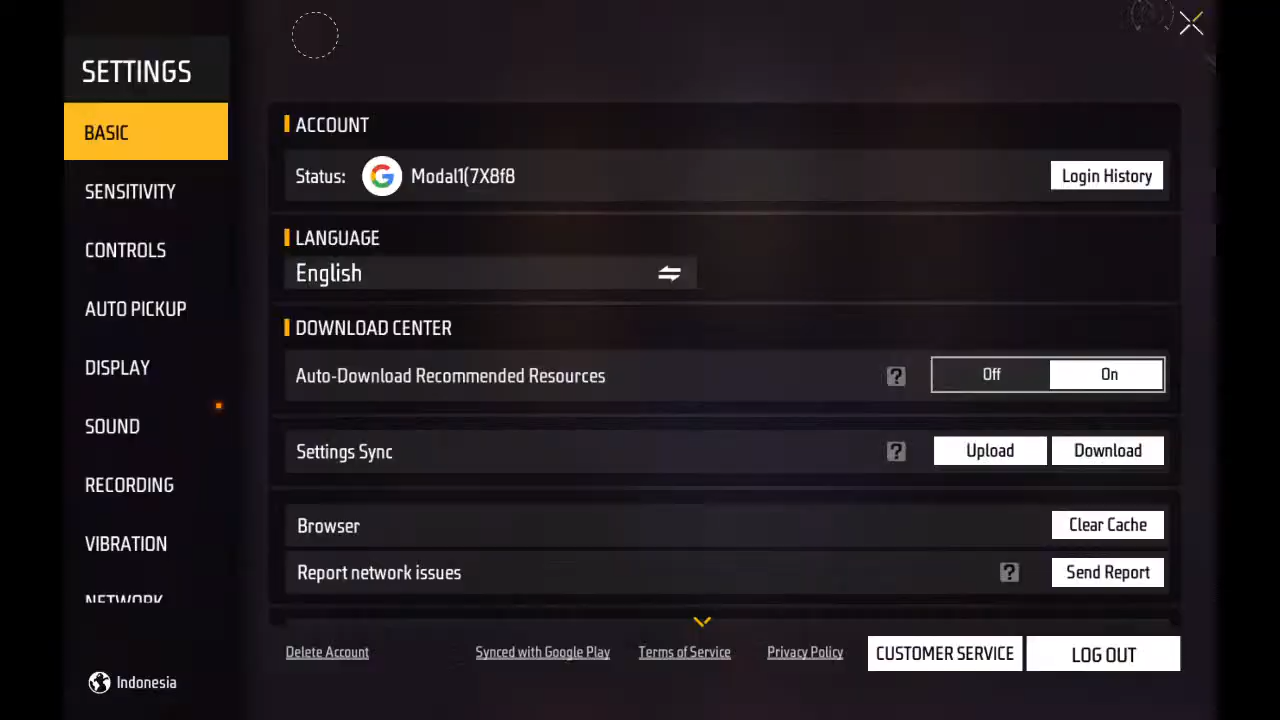 SETTINGS
BASIC
SENSITIVITY
CONTROLS
AUTO PICKUP
DISPLAY
SOUND
RECORDING
VIBRATION
NETWORK
Indonesia
ACCOUNT
Status: Modal1(7X8f8
Login History
LANGUAGE
English
DOWNLOAD CENTER
Auto-Download Recommended Resources ? Off On
Settings Sync ? Upload Download
Browser Clear Cache
Report network issues ? Send Report
Delete Account Synced with Google Play Terms of Service Privacy Policy CUSTOMER SERVICE LOG OUT